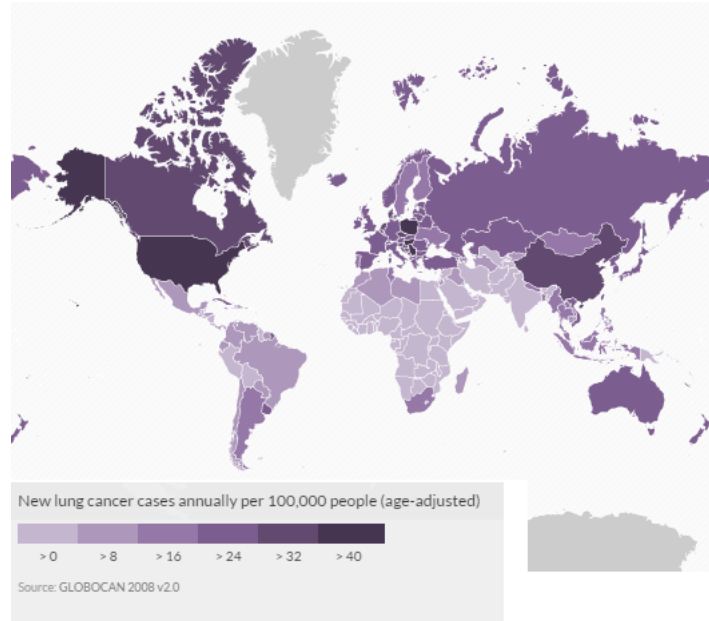 New lung cancer cases annually per 100,000 people (age-adjusted)
> 0 > 8 > 16 > 24 > 32 > 40
Source: GLOBOCAN 2008 v2.0